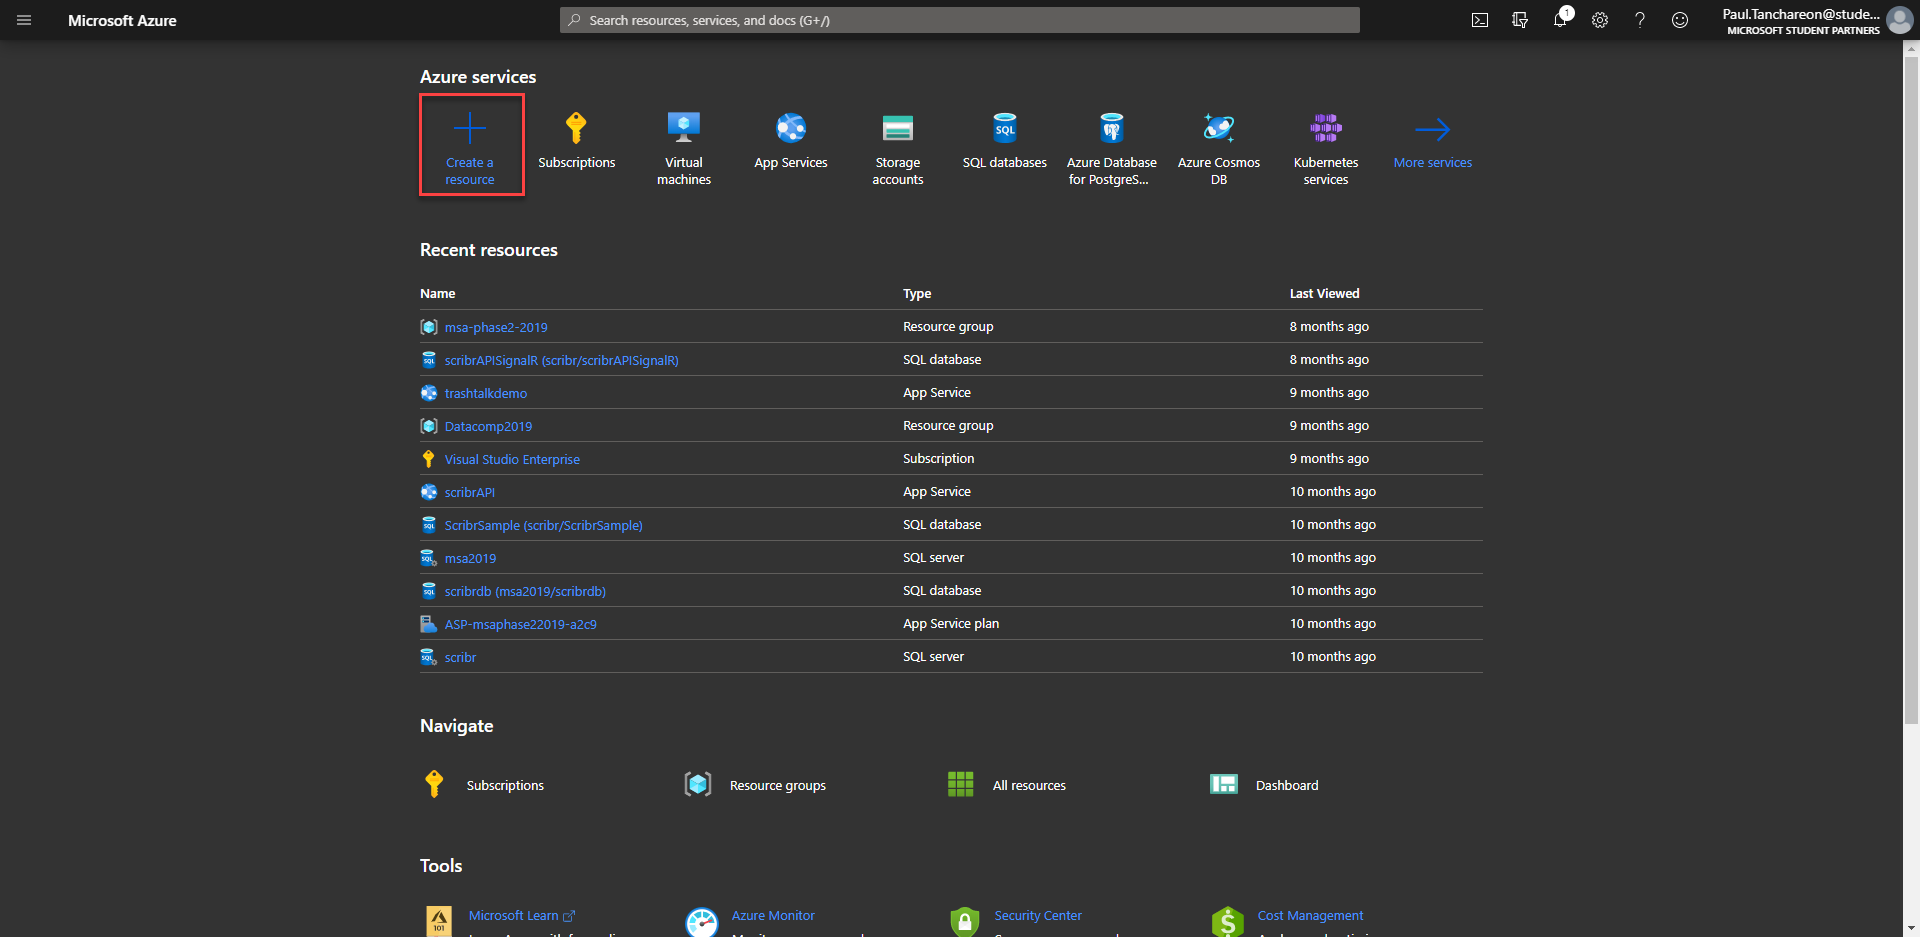 Microsoft Azure
Search resources, services, and docs (G+/)
1
Paul.Tanchareon@stude...
MICROSOFT STUDENT PARTNERS
Azure services
Create a
resource
Subscriptions
Virtual
machines
App Services
Storage
accounts
SQL
SQL databases
Azure Database
for PostgreS...
Azure Cosmos
DB
Kubernetes
services
More services
Recent resources
Name Type Last Viewed
msa-phase2-2019 Resource group 8 months ago
scribrAPISignalR (scribr/scribrAPISignalR) SQL database 8 months ago
trashtalkdemo App Service 9 months ago
Datacomp2019 Resource group 9 months ago
Visual Studio Enterprise Subscription 9 months ago
scribrAPI App Service 10 months ago
ScribrSample (scribr/ScribrSample) SQL database 10 months ago
msa2019 SQL server 10 months ago
scribrdb (msa2019/scribrdb) SQL database 10 months ago
ASP-msaphase22019-a2c9 App Service plan 10 months ago
scribr SQL server 10 months ago
Navigate
Subscriptions Resource groups All resources Dashboard
Tools
101
Microsoft Learn Azure Monitor Security Center Cost Management